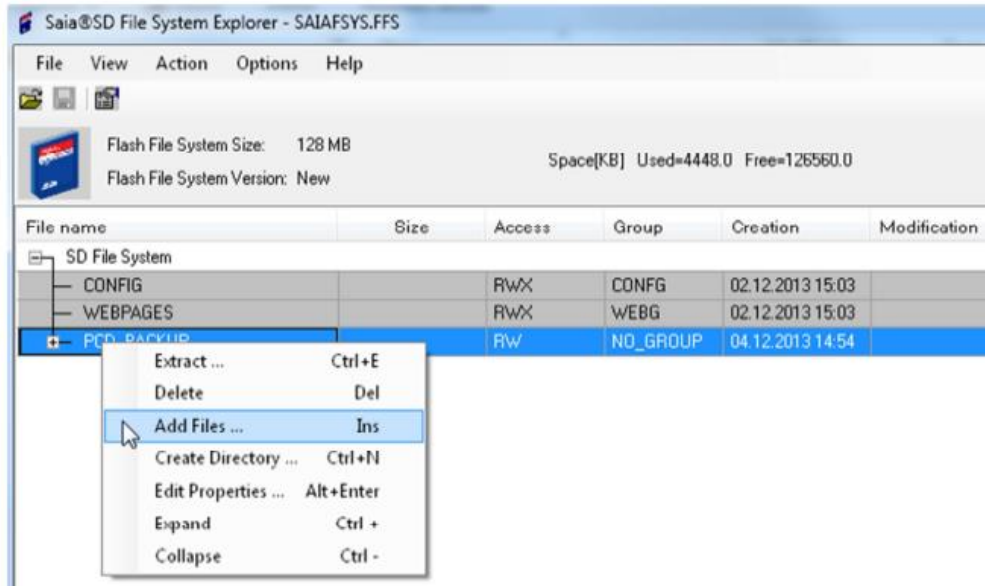 Saia®SD File System Explorer - SAIAFSYS.FFS
File View Action Options Help
Flash File System Size: 128 MB
Space[KB] Used=4448.0 Free=126560.0
Flash File System Version: New
File name Size Access Group Creation Modification
SD File System
CONFIG RWX CONFG 02.12.2013 15:03
WEBPAGES RWX WEBG 02.12.2013 15:03
PCD_BACKUP RW NO_GROUP 04.12.2013 14:54
Extract ... Ctrl+E
Delete Del
Add Files ... Ins
Create Directory ... Ctrl+N
Edit Properties ... Alt+Enter
Expand Ctrl +
Collapse Ctrl -